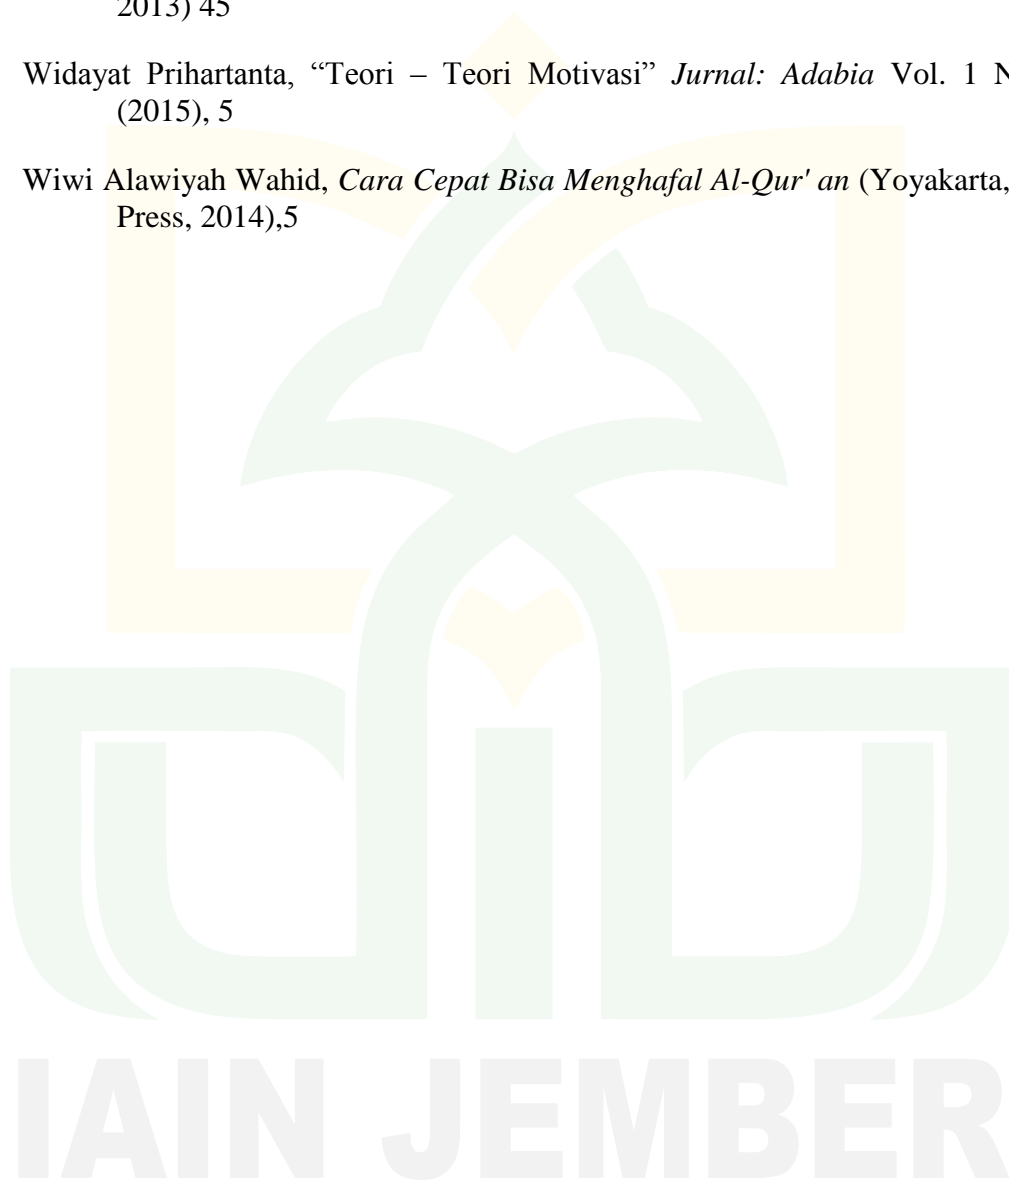 2013) 45
Widayat Prihartanta, “Teori – Teori Motivasi” Jurnal: Adabia Vol. 1
(2015), 5
Wiwi Alawiyah Wahid, Cara Cepat Bisa Menghafal Al-Qur' an (Yoyakarta,
Press, 2014),5
IAIN JEMBER